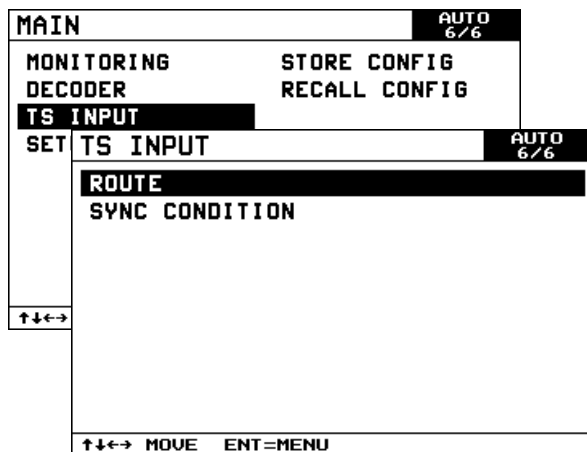 MAIN
AUTO
6/6
MONITORING STORE CONFIG
DECODER RECALL CONFIG
TS INPUT
SET
↑↓←→
TS INPUT
AUTO
6/6
ROUTE
SYNC CONDITION
↑↓←→ MOVE ENT=MENU